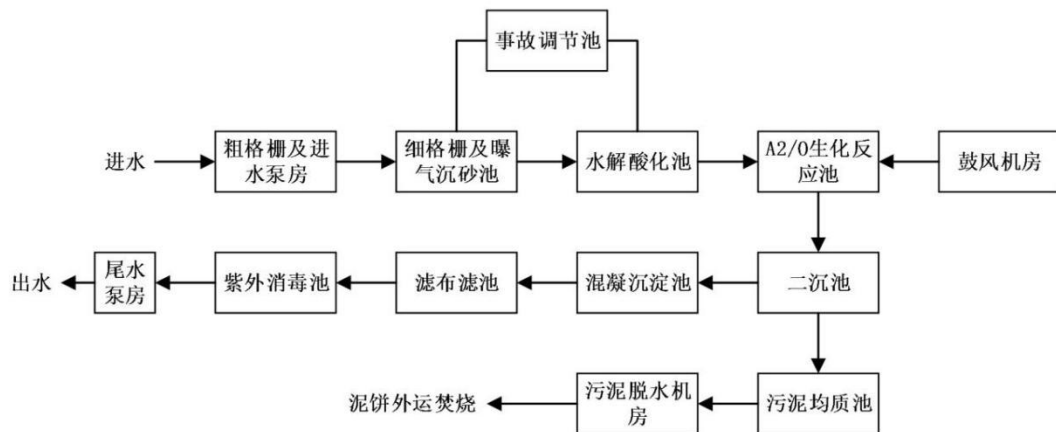 事故调节池
进水
粗格栅及进
水泵房
细格栅及曝
气沉砂池
水解酸化池
A2/O生化反
应池
鼓风机房
出水
尾水
泵房
紫外消毒池
滤布滤池
混凝沉淀池
二沉池
泥饼外运焚烧
污泥脱水机
房
污泥均质池